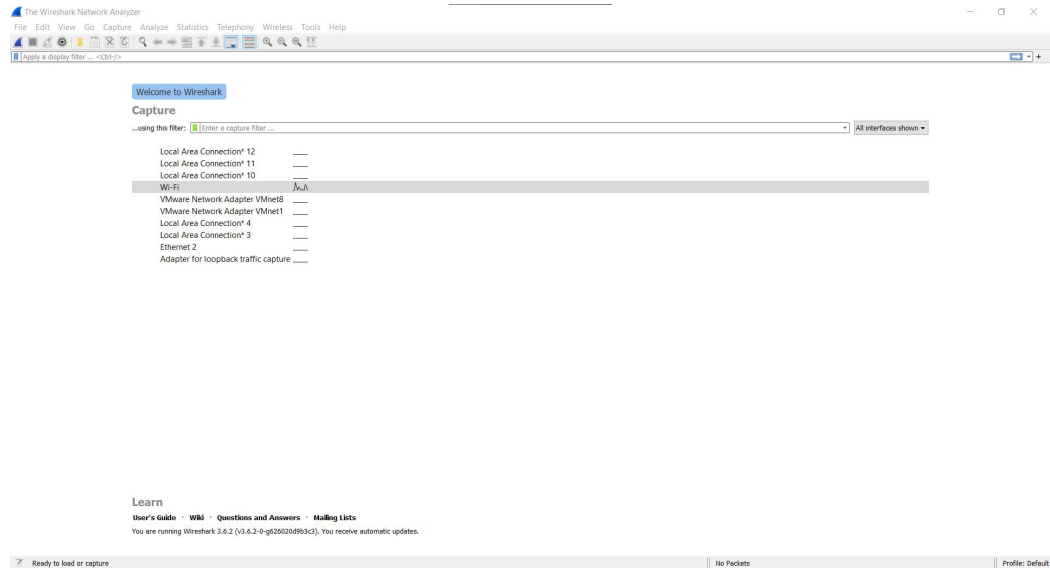 The Wireshark Network Analyzer
File Edit View Go Capture Analyze Statistics Telephony Wireless Tools Help
Apply a display filter ... <Ctrl-/>
Welcome to Wireshark
Capture
...using this filter: Enter a capture filter ... All interfaces shown
Local Area Connection* 12
Local Area Connection* 11
Local Area Connection* 10
Wi-Fi
VMware Network Adapter VMnet8
VMware Network Adapter VMnet1
Local Area Connection* 4
Local Area Connection* 3
Ethernet 2
Adapter for loopback traffic capture
Learn
User's Guide · Wiki · Questions and Answers · Mailing Lists
You are running Wireshark 3.6.2 (v3.6.2-0-g626020d9b3c3). You receive automatic updates.
Ready to load or capture No Packets Profile: Default